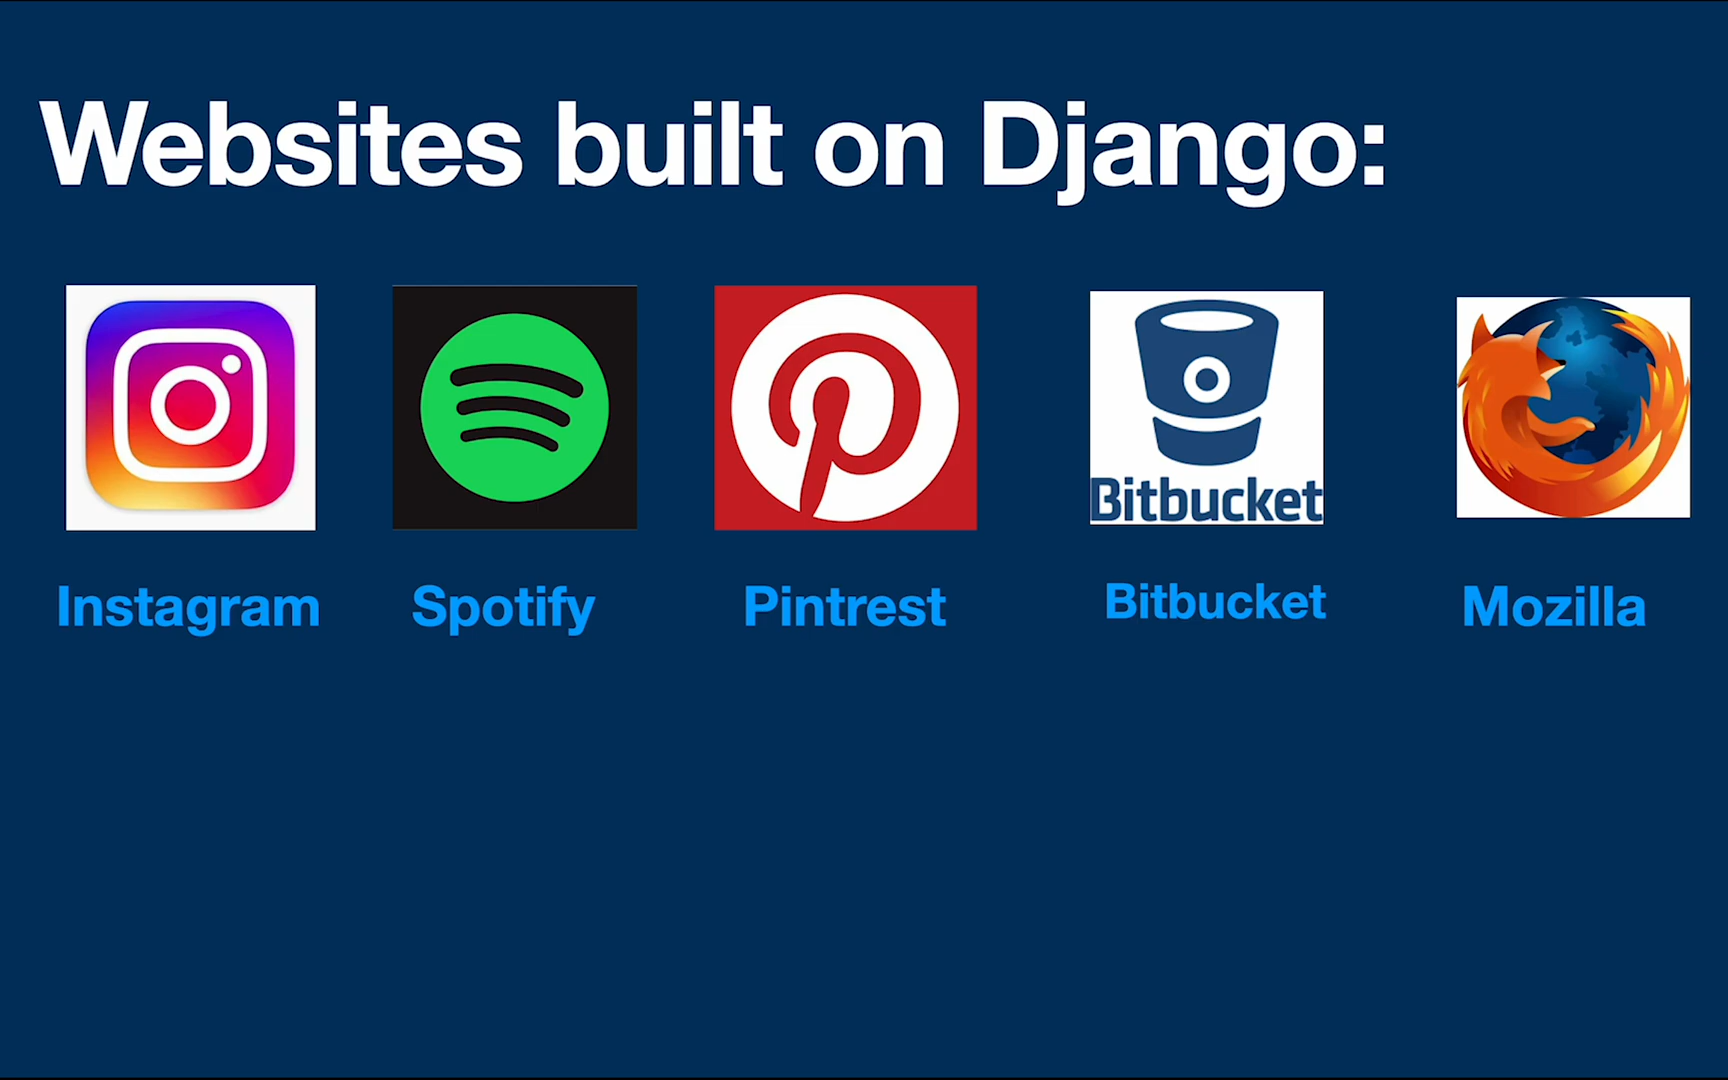 Websites built on Django:
Bitbucket
Instagram Spotify Pintrest Bitbucket Mozilla